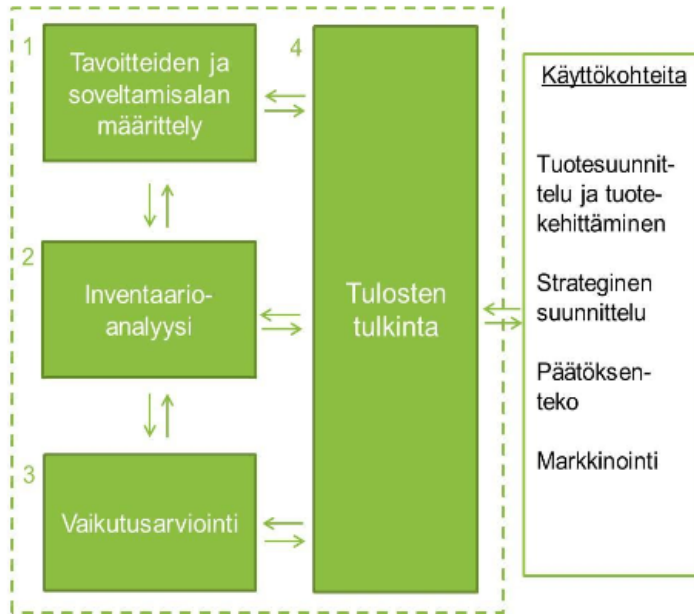 1
Tavoitteiden ja
soveltamisalan
määrittely
2
Inventaario-
analyysi
3
Vaikutusarviointi
4
Tulosten
tulkinta
Käyttökohteita
Tuotesuunnit-
telu ja tuote-
kehittäminen
Strateginen
suunnittelu
Päätöksen-
teko
Markkinointi